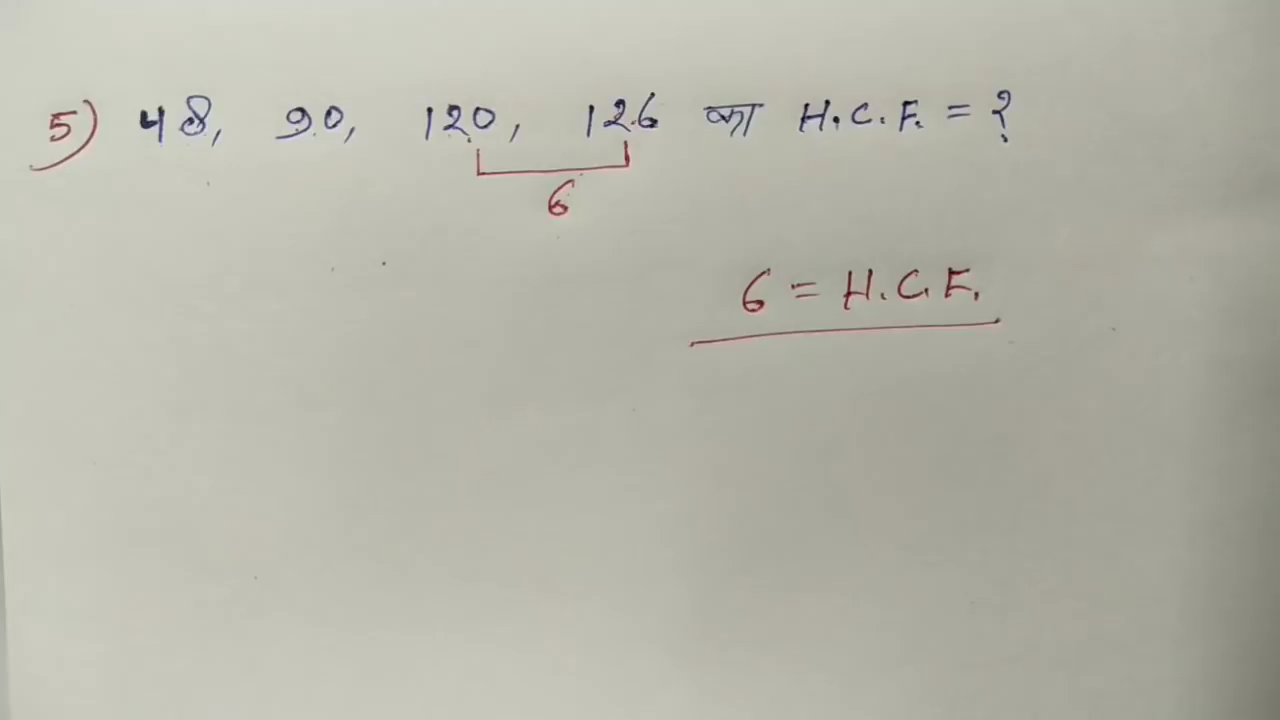 5) 48, 90, 120, 126 का H.C.F. = ?
6
6 = H.C.F.